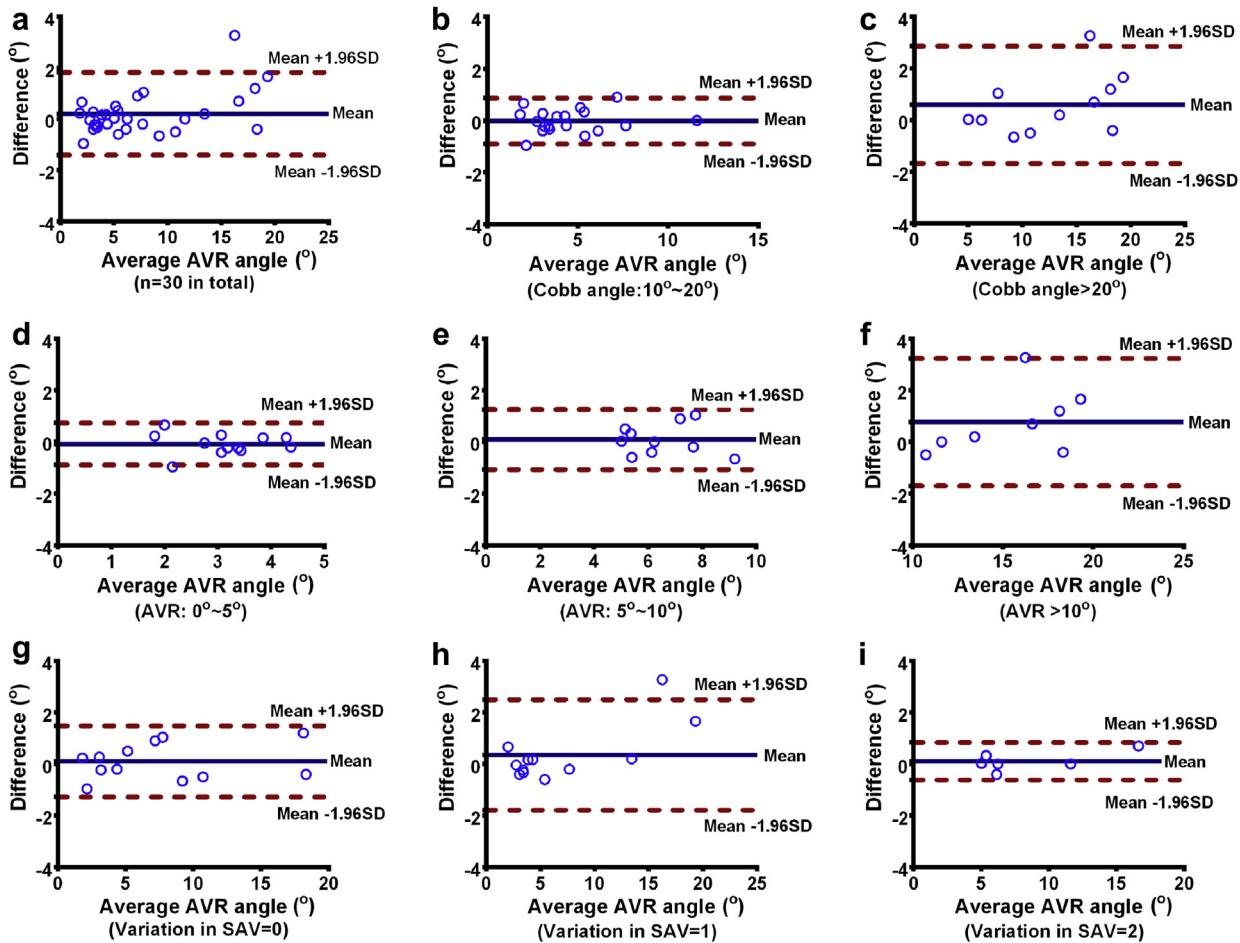 a
4
2
0
-2
-4
Difference (o)
Mean +1.96SD
Mean
Mean -1.96SD
0 5 10 15 20 25
Average AVR angle (o)
(n=30 in total)
b
4
2
0
-2
-4
Difference (o)
Mean +1.96SD
Mean
Mean -1.96SD
0 5 10 15
Average AVR angle (o)
(Cobb angle:10o~20o)
c
4
2
0
-2
-4
Difference (o)
Mean +1.96SD
Mean
Mean -1.96SD
0 5 10 15 20 25
Average AVR angle (o)
(Cobb angle>20o)
d
4
2
0
-2
-4
Difference (o)
Mean +1.96SD
Mean
Mean -1.96SD
0 1 2 3 4 5
Average AVR angle (o)
(AVR: 0o~5o)
e
4
2
0
-2
-4
Difference (o)
Mean +1.96SD
Mean
Mean -1.96SD
0 2 4 6 8 10
Average AVR angle (o)
(AVR: 5o~10o)
f
4
2
0
-2
-4
Difference (o)
Mean +1.96SD
Mean
Mean -1.96SD
10 15 20 25
Average AVR angle (o)
(AVR >10o)
g
4
2
0
-2
-4
Difference (o)
Mean +1.96SD
Mean
Mean -1.96SD
0 5 10 15 20
Average AVR angle (o)
(Variation in SAV=0)
h
4
2
0
-2
-4
Difference (o)
Mean +1.96SD
Mean
Mean -1.96SD
0 5 10 15 20 25
Average AVR angle (o)
(Variation in SAV=1)
i
4
2
0
-2
-4
Difference (o)
Mean +1.96SD
Mean
Mean -1.96SD
0 5 10 15 20
Average AVR angle (o)
(Variation in SAV=2)